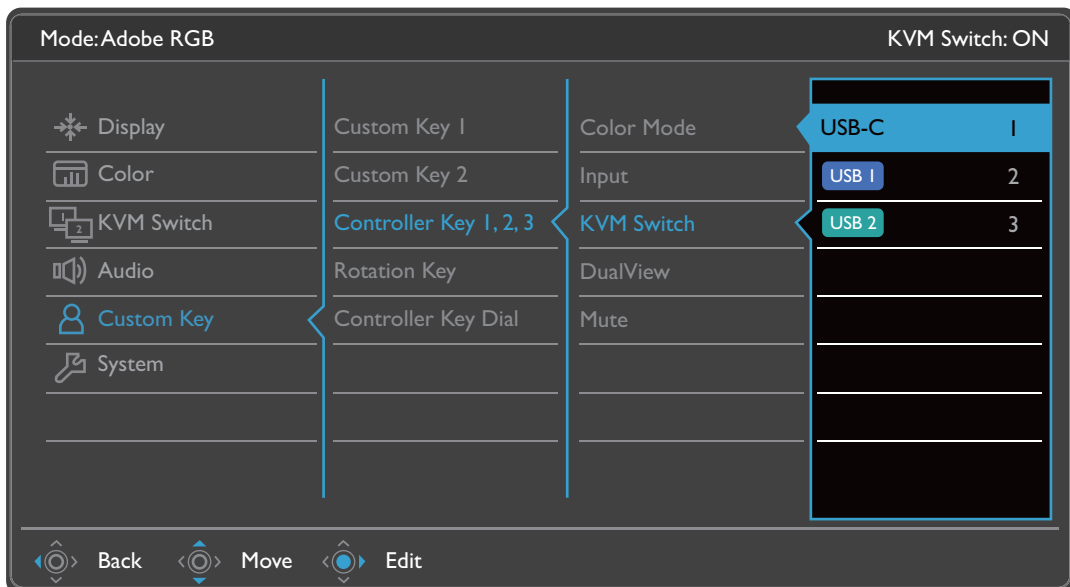 Mode: Adobe RGB
KVM Switch: ON
Display
Color
1
2
KVM Switch
Audio
Custom Key
System
Custom Key 1
Custom Key 2
Controller Key 1, 2, 3
Rotation Key
Controller Key Dial
Color Mode
Input
KVM Switch
DualView
Mute
USB-C 1
USB 1 2
USB 2 3
Back Move Edit